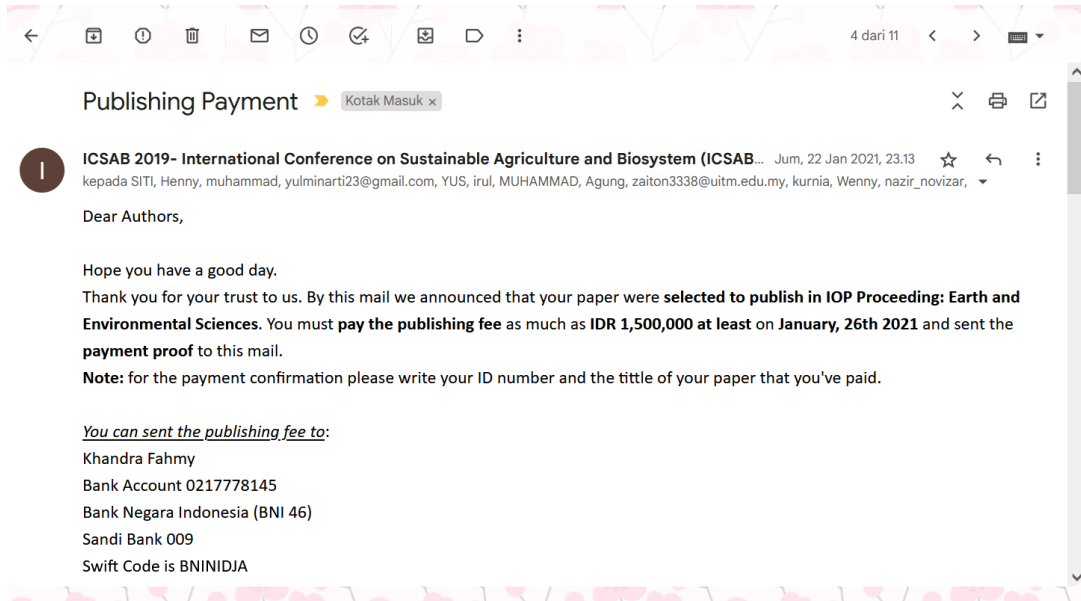 4 dari 11
Publishing Payment Kotak Masuk ×
I
ICSAB 2019- International Conference on Sustainable Agriculture and Biosystem (ICSAB... Jum, 22 Jan 2021, 23.13
kepada SITI, Henny, muhammad, yulminarti23@gmail.com, YUS, irul, MUHAMMAD, Agung, zaiton3338@uitm.edu.my, kurnia, Wenny, nazir_novizar,
Dear Authors,
Hope you have a good day.
Thank you for your trust to us. By this mail we announced that your paper were selected to publish in IOP Proceeding: Earth and
Environmental Sciences. You must pay the publishing fee as much as IDR 1,500,000 at least on January, 26th 2021 and sent the
payment proof to this mail.
Note: for the payment confirmation please write your ID number and the tittle of your paper that you've paid.
You can sent the publishing fee to:
Khandra Fahmy
Bank Account 0217778145
Bank Negara Indonesia (BNI 46)
Sandi Bank 009
Swift Code is BNINIDJA